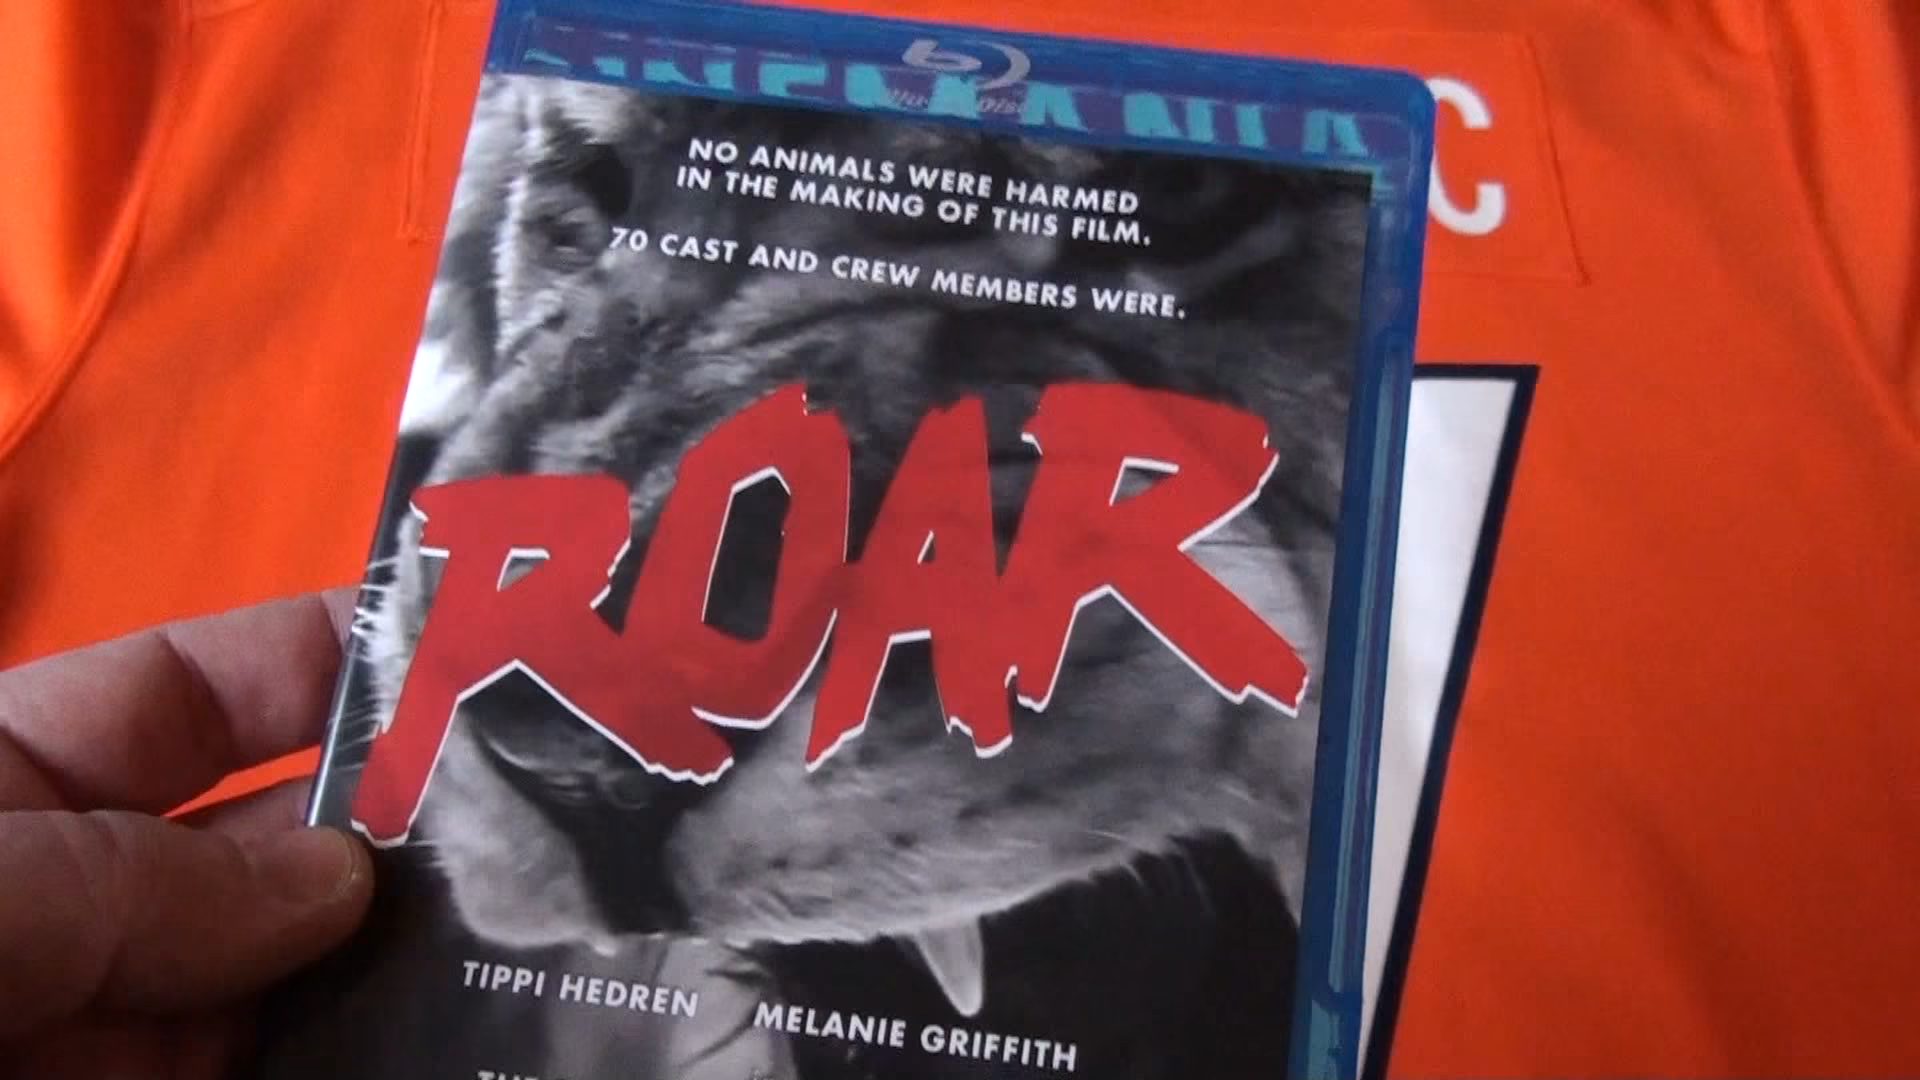 NO ANIMALS WERE HARMED
IN THE MAKING OF THIS FILM.
70 CAST AND CREW MEMBERS WERE.
ROAR
TIPPI HEDREN MELANIE GRIFFITH